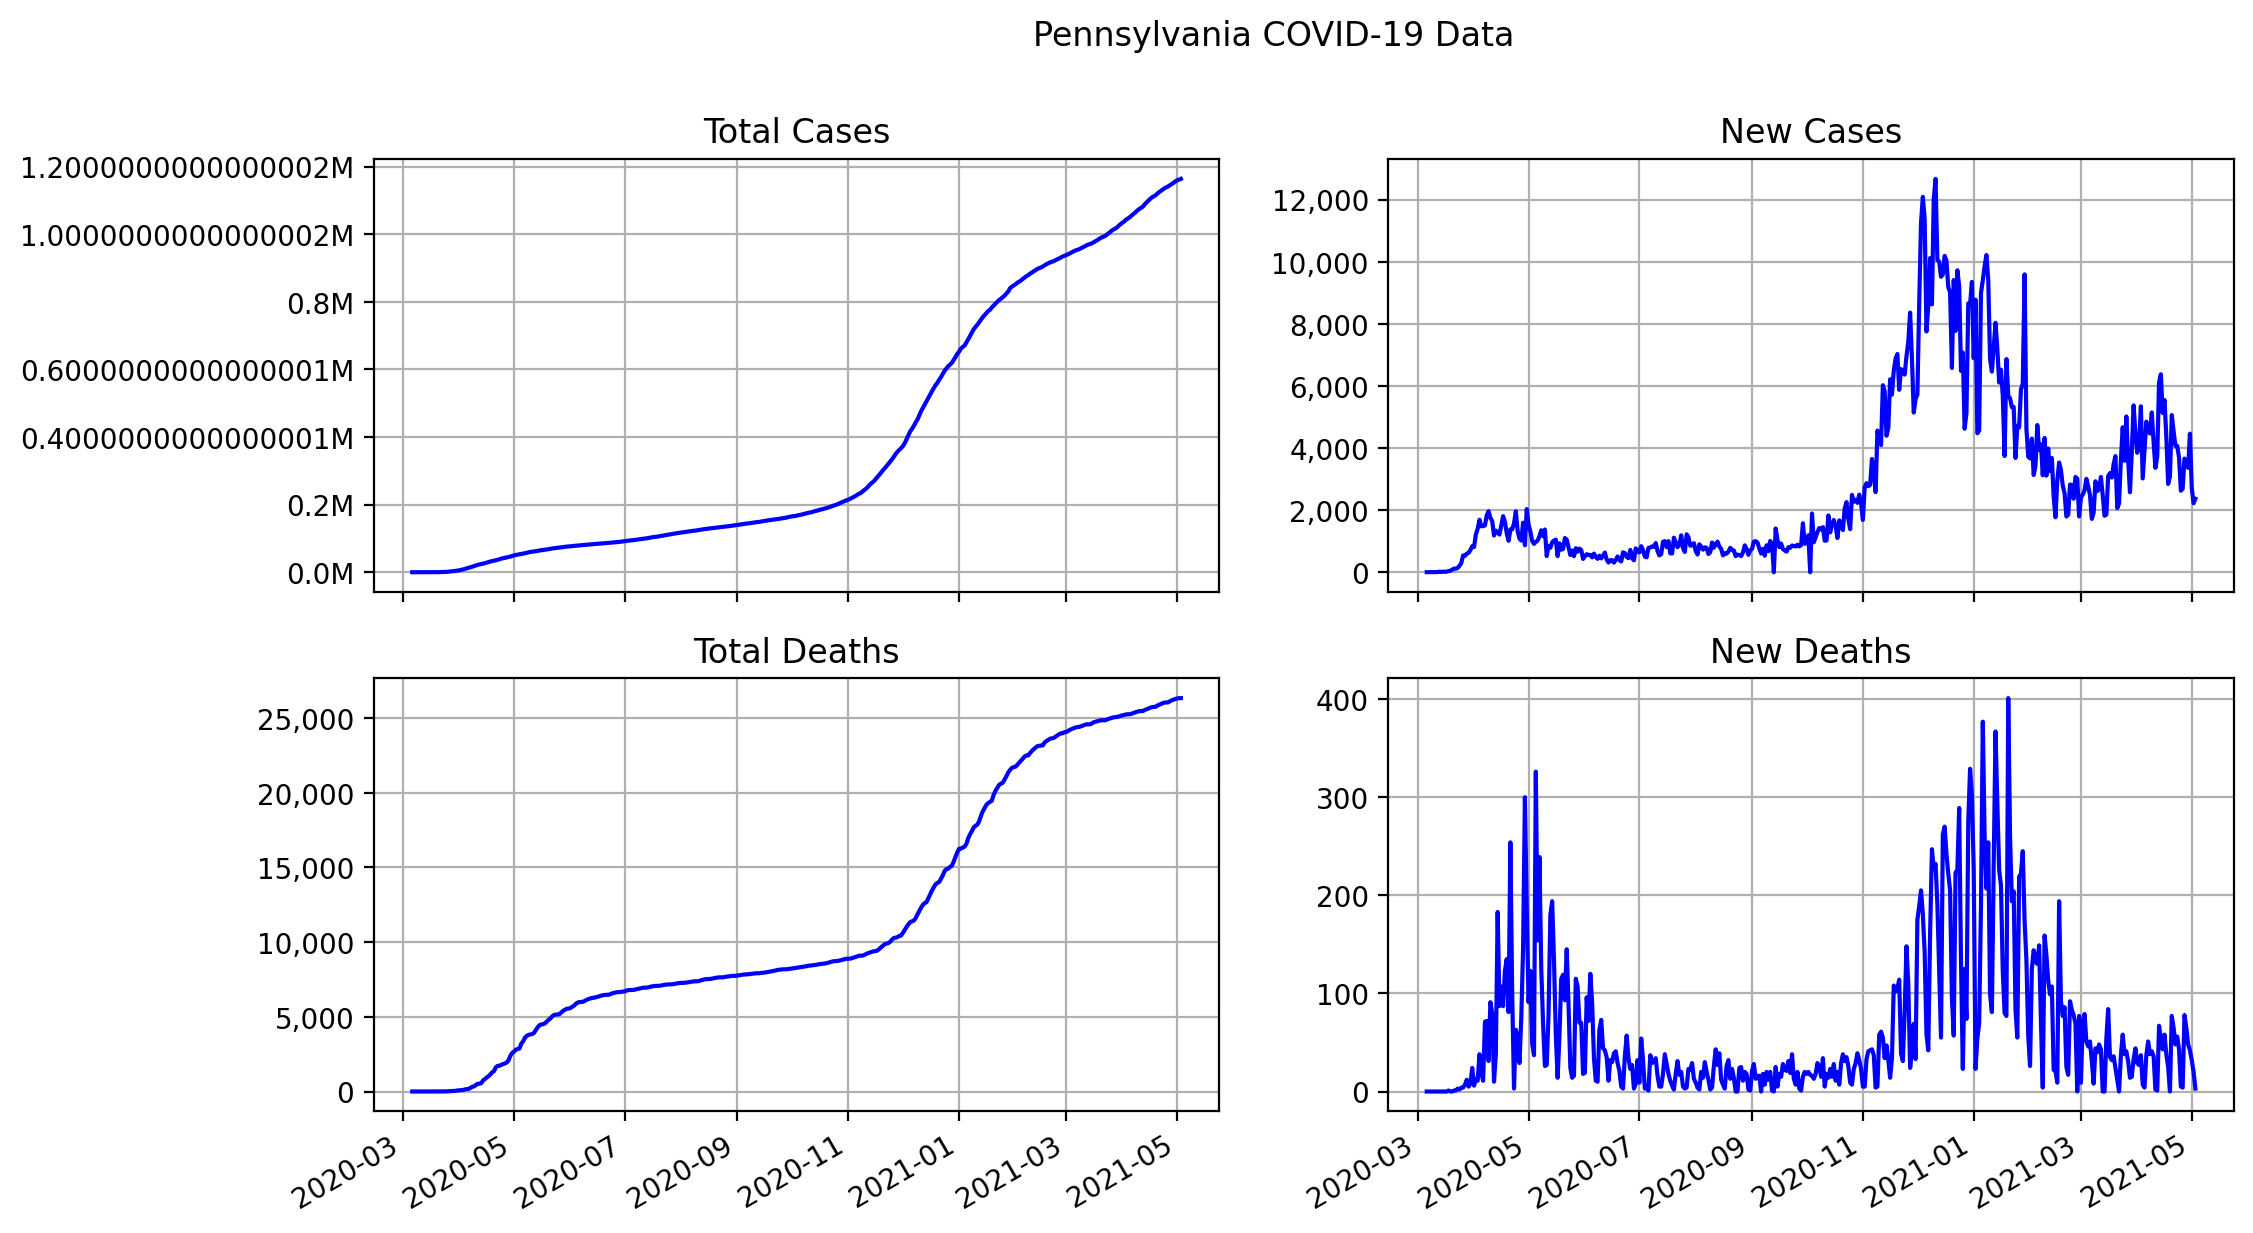 Pennsylvania COVID-19 Data
Total Cases
1.2000000000000002M
1.0000000000000002M
0.8M
0.6000000000000001M
0.4000000000000001M
0.2M
0.0M
New Cases
12,000
10,000
8,000
6,000
4,000
2,000
0
Total Deaths
25,000
20,000
15,000
10,000
5,000
0
2020-03 2020-05 2020-07 2020-09 2020-11 2021-01 2021-03 2021-05
New Deaths
400
300
200
100
0
2020-03 2020-05 2020-07 2020-09 2020-11 2021-01 2021-03 2021-05